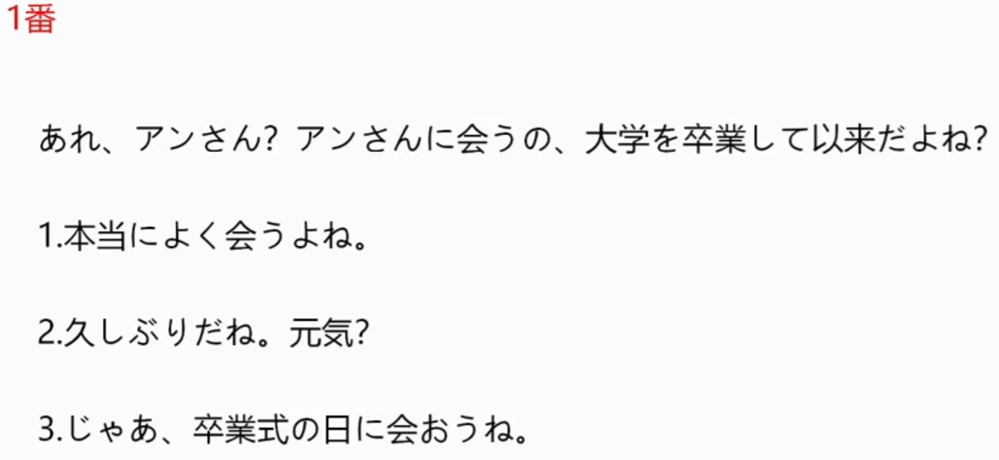 1番
あれ、アンさん? アンさんに会うの、大学を卒業して以来だよね?
1.本当によく会うよね。
2.久しぶりだね。元気?
3.じゃあ、卒業式の日に会おうね。